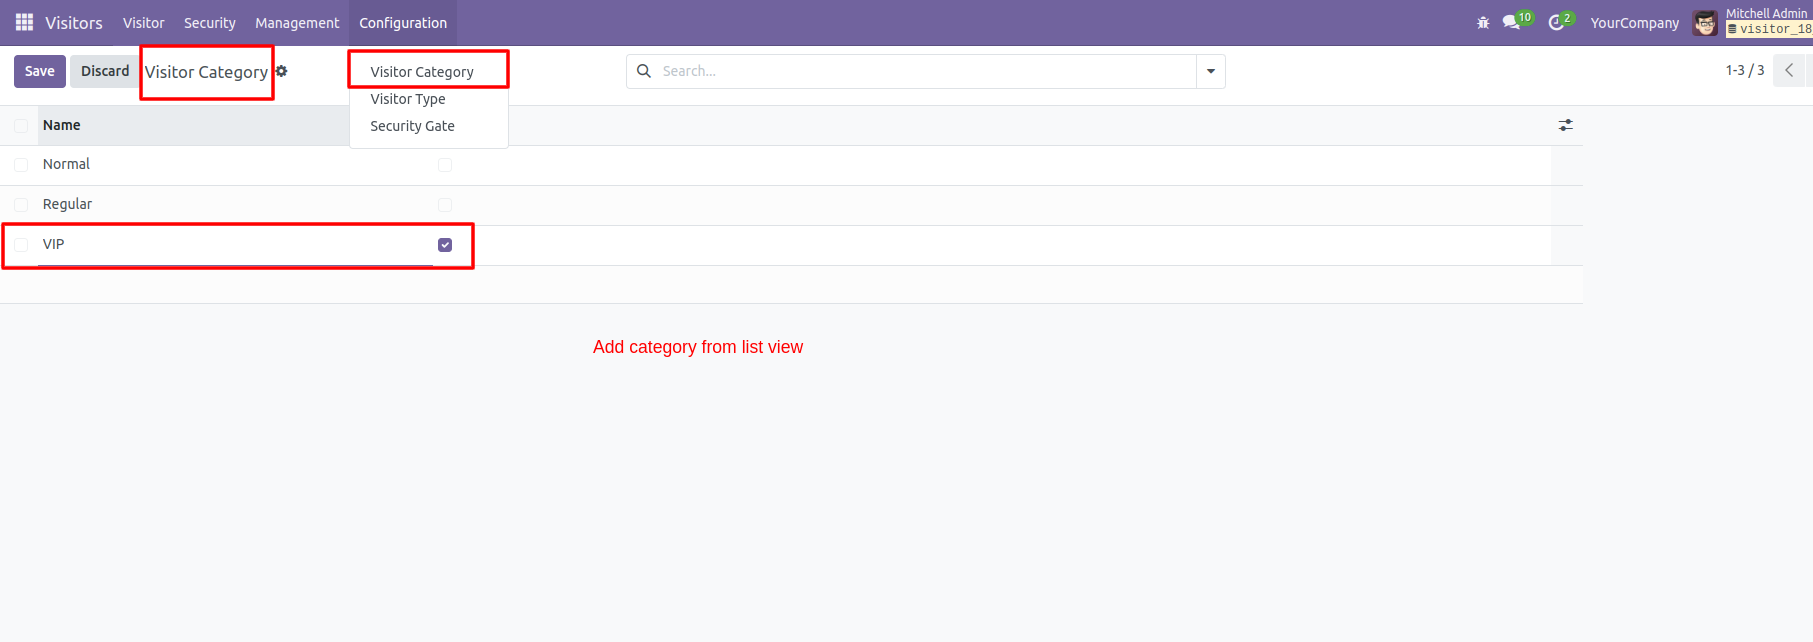 Visitors Visitor Security Management Configuration 10 2 YourCompany Mitchell Admin
visitor_18
Save Discard Visitor Category Visitor Category Search... 1-3 / 3
Visitor Type
Security Gate
Name
Normal
Regular
VIP
Add category from list view